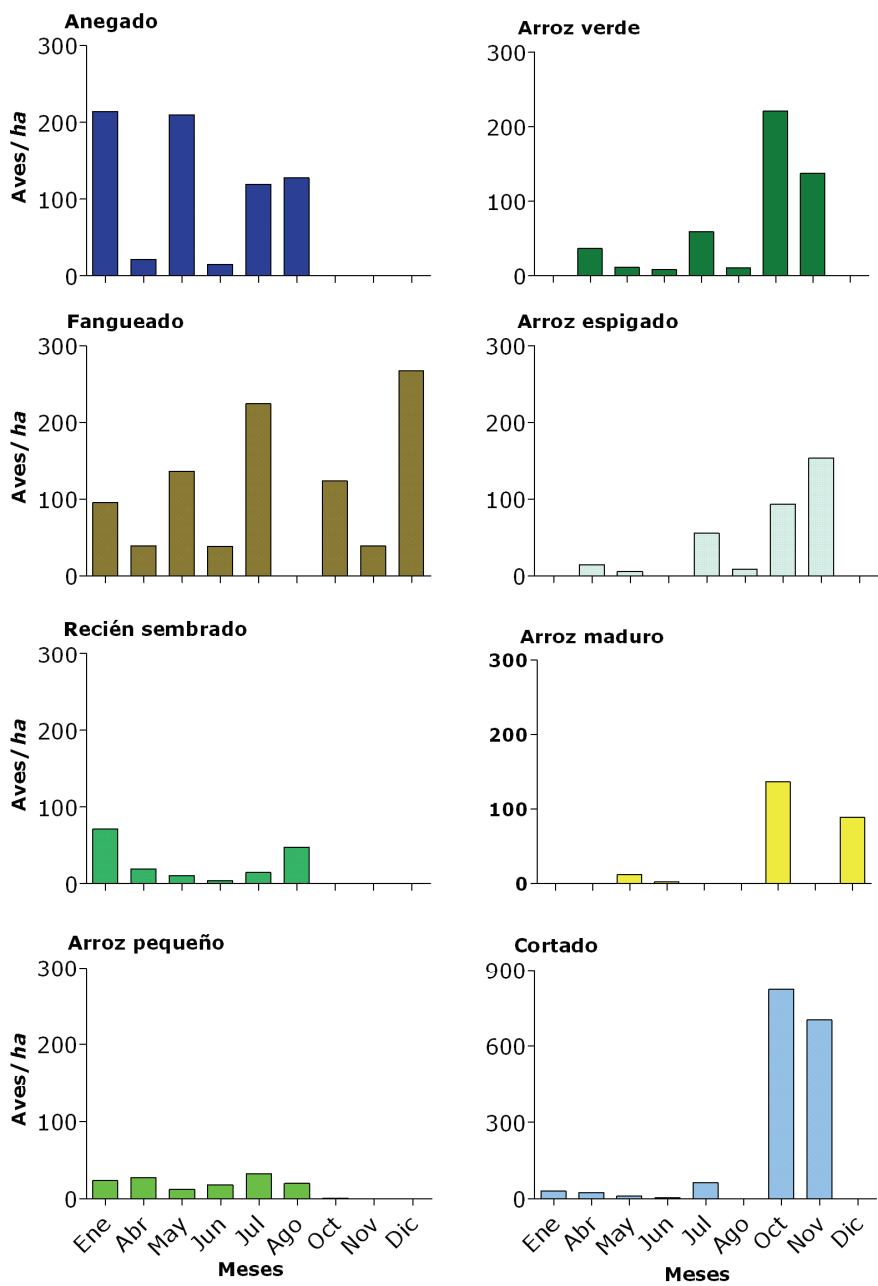 Anegado
300
200
100
0
Aves/ha
Arroz verde
300
200
100
0
Fangueado
300
200
100
0
Aves/ha
Arroz espigado
300
200
100
0
Recién sembrado
300
200
100
0
Aves/ha
Arroz maduro
300
200
100
0
Arroz pequeño
300
200
100
0
Aves/ha
Ene Abr May Jun Jul Ago Oct Nov Dic
Meses
Cortado
900
600
300
0
Ene Abr May Jun Jul Ago Oct Nov Dic
Meses